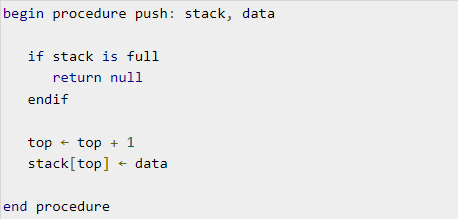 begin procedure push: stack, data
if stack is full
return null
endif
top ← top + 1
stack[top] ← data
end procedure